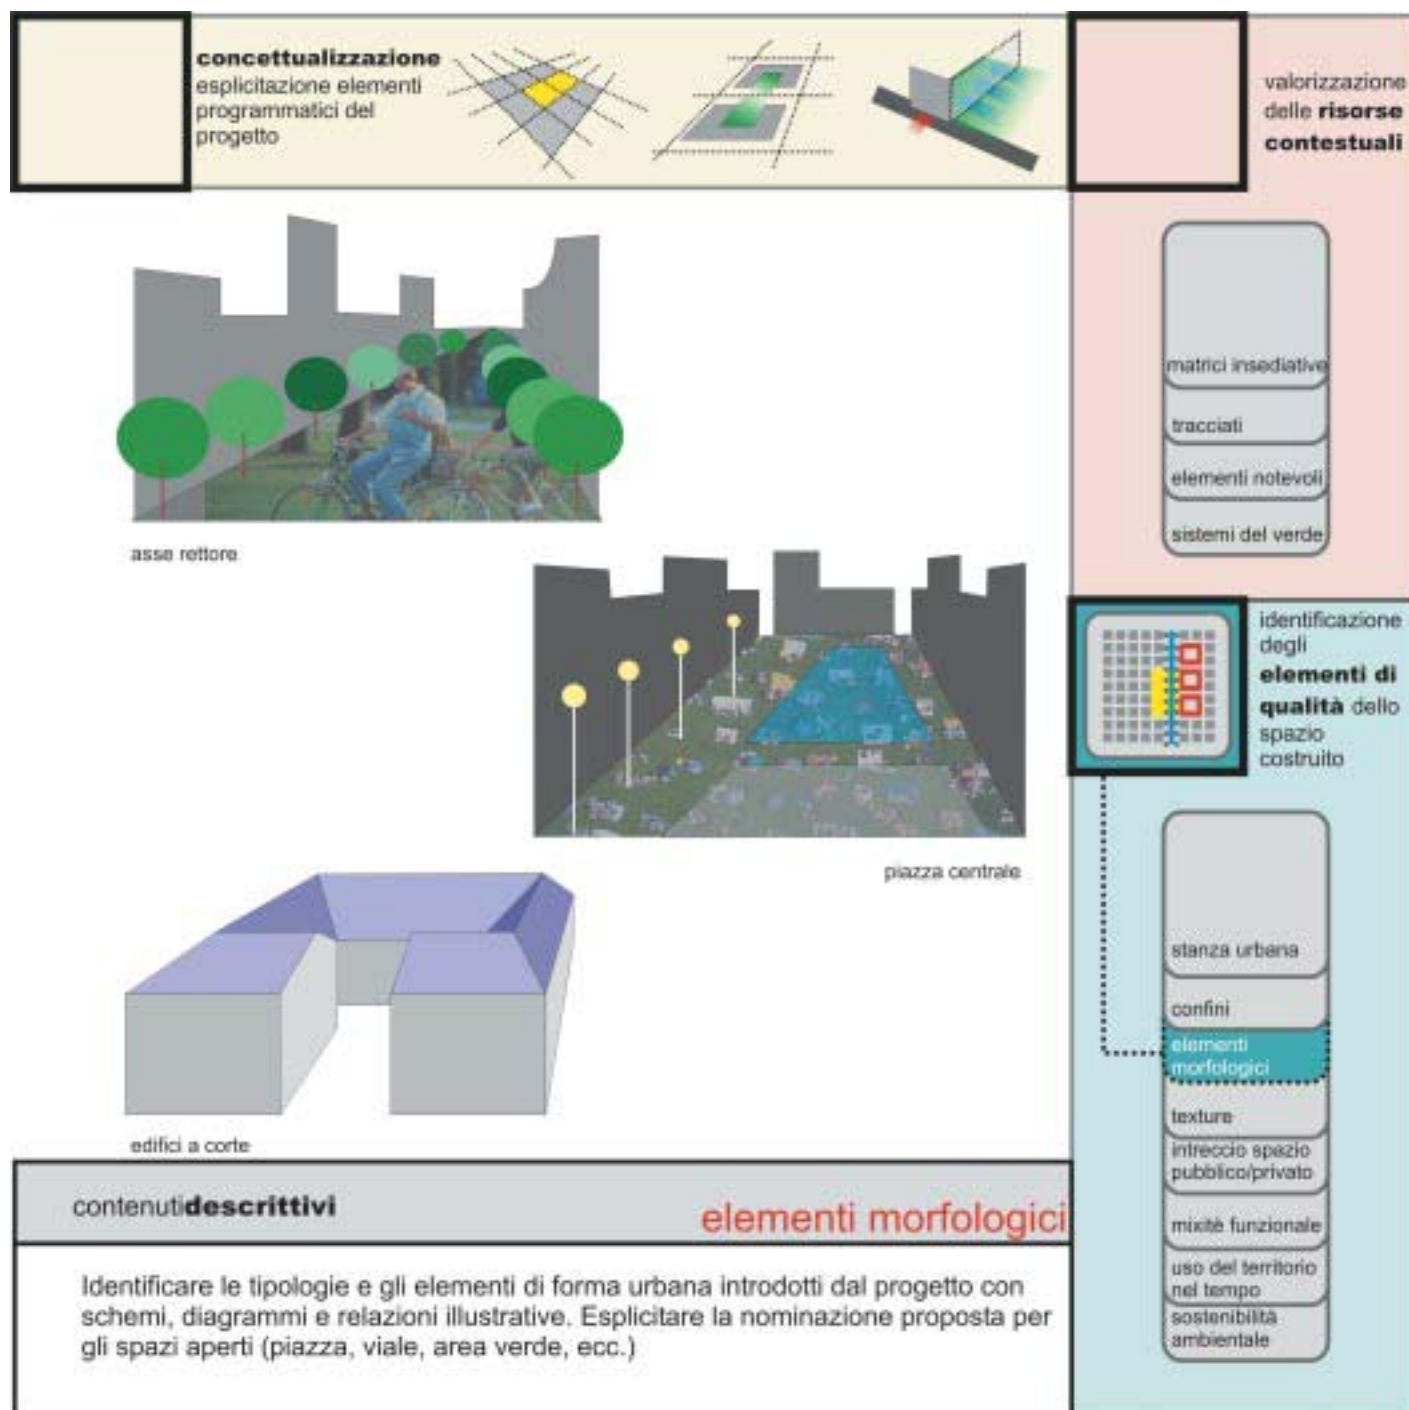 concettualizzazione
esplicitazione elementi
programmatici del
progetto
valorizzazione
delle risorse
contestuali
matrici insediative
tracciati
elementi notevoli
sistemi del verde
asse rettore
piazza centrale
edifici a corte
identificazione
degli
elementi di
qualità dello
spazio
costruito
stanza urbana
confini
elementi
morfologici
texture
intreccio spazio
pubblico/privato
mixitè funzionale
uso del territorio
nel tempo
sostenibilità
ambientale
contenutidescrittivi
elementi morfologici
Identificare le tipologie e gli elementi di forma urbana introdotti dal progetto con
schemi, diagrammi e relazioni illustrative. Esplicitare la nominazione proposta per
gli spazi aperti (piazza, viale, area verde, ecc.)